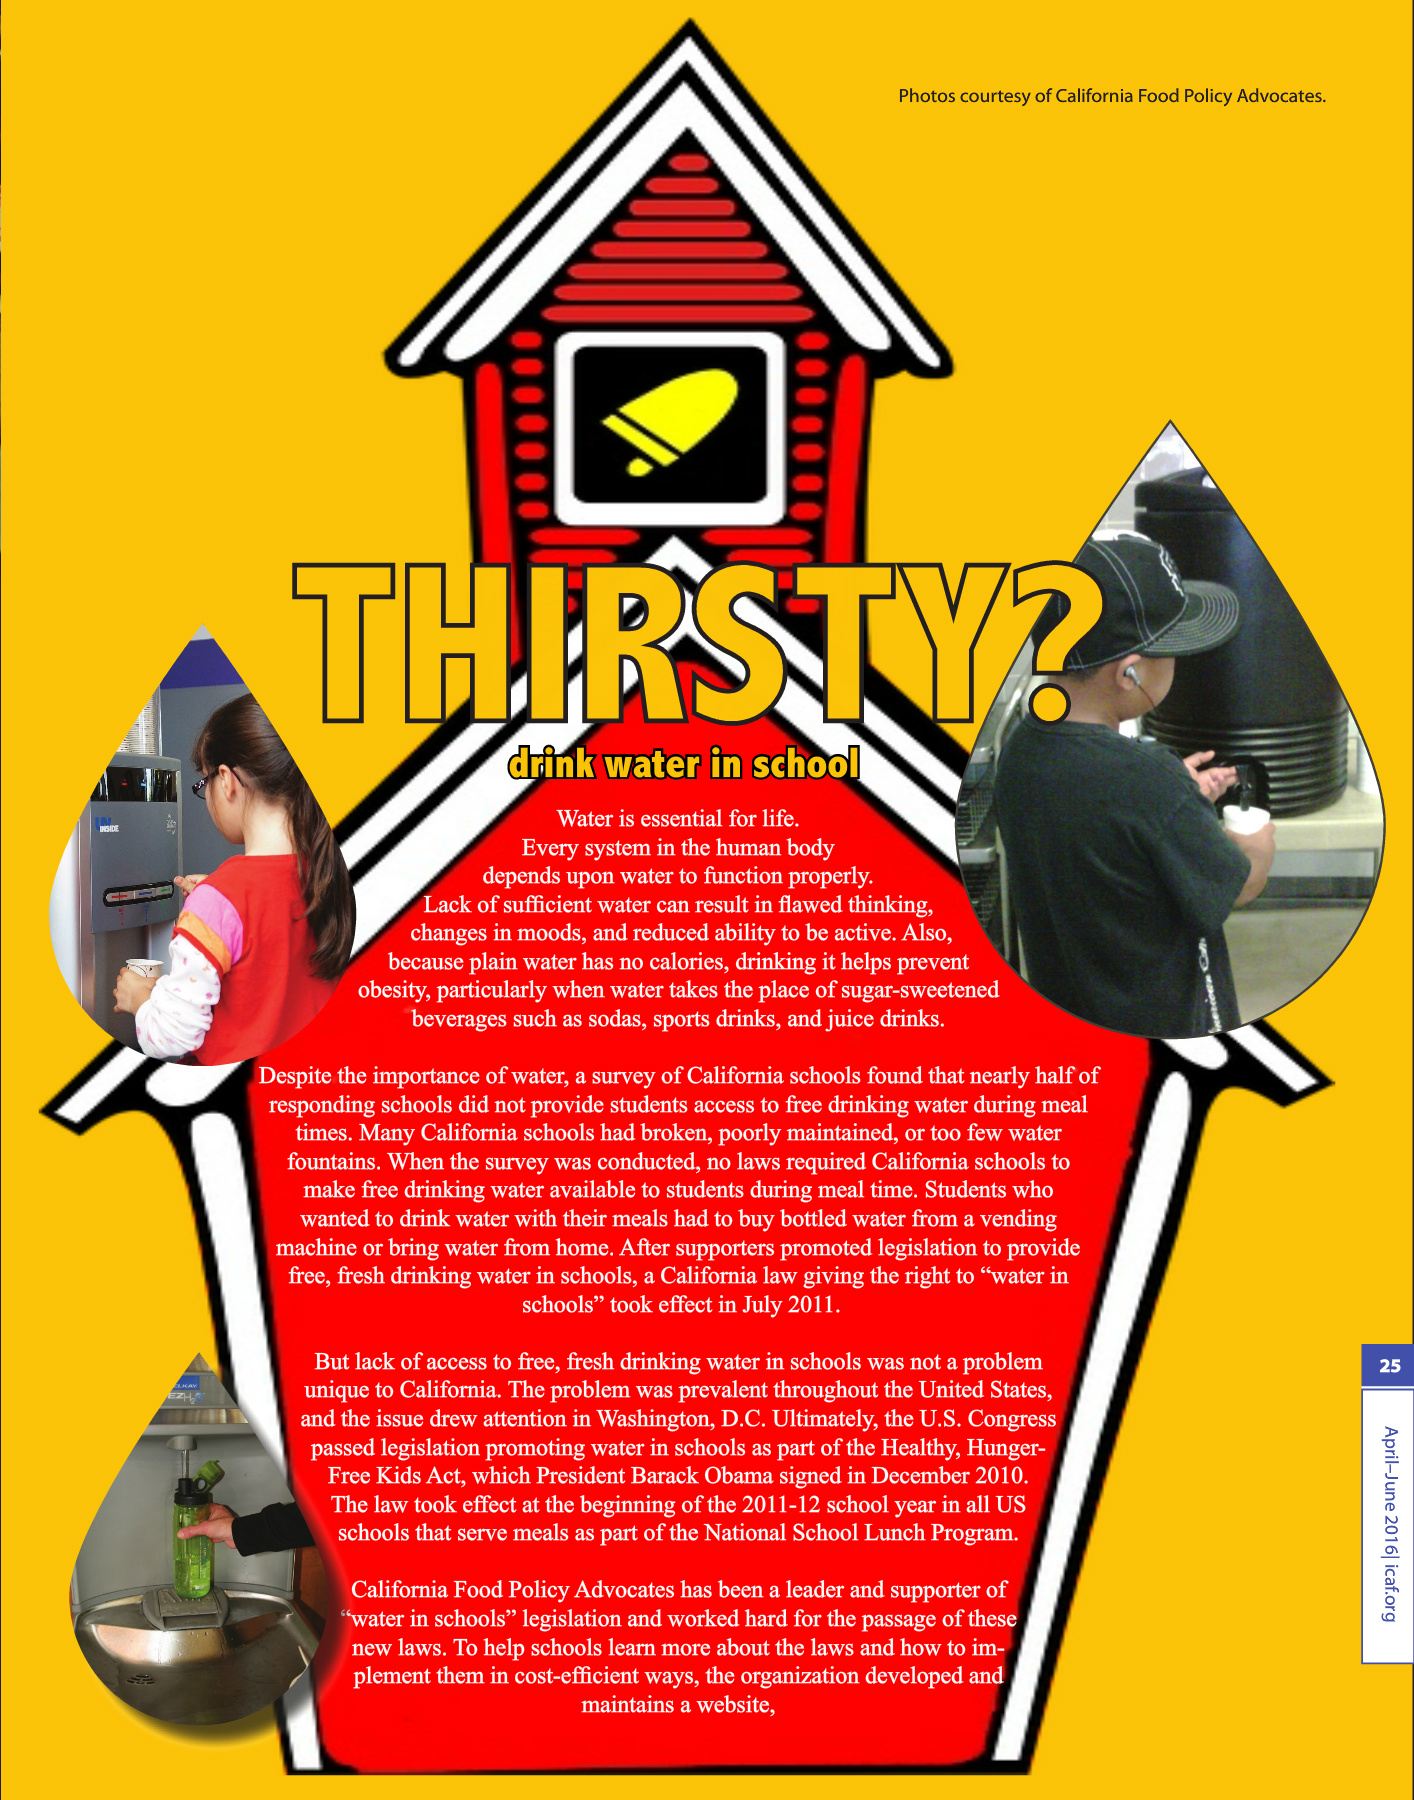 Photos courtesy of California Food Policy Advocates.
THIRSTY?
drink water in school
Water is essential for life.
Every system in the human body
depends upon water to function properly.
Lack of sufficient water can result in flawed thinking,
changes in moods, and reduced ability to be active. Also,
because plain water has no calories, drinking it helps prevent
obesity, particularly when water takes the place of sugar-sweetened
beverages such as sodas, sports drinks, and juice drinks.
Despite the importance of water, a survey of California schools found that nearly half of
responding schools did not provide students access to free drinking water during meal
times. Many California schools had broken, poorly maintained, or too few water
fountains. When the survey was conducted, no laws required California schools to
make free drinking water available to students during meal time. Students who
wanted to drink water with their meals had to buy bottled water from a vending
machine or bring water from home. After supporters promoted legislation to provide
free, fresh drinking water in schools, a California law giving the right to “water in
schools” took effect in July 2011.
But lack of access to free, fresh drinking water in schools was not a problem
unique to California. The problem was prevalent throughout the United States,
and the issue drew attention in Washington, D.C. Ultimately, the U.S. Congress
passed legislation promoting water in schools as part of the Healthy, Hunger-
Free Kids Act, which President Barack Obama signed in December 2010.
The law took effect at the beginning of the 2011-12 school year in all US
schools that serve meals as part of the National School Lunch Program.
California Food Policy Advocates has been a leader and supporter of
“water in schools” legislation and worked hard for the passage of these
new laws. To help schools learn more about the laws and how to im-
plement them in cost-efficient ways, the organization developed and
maintains a website,
INSIDE
25
April–June 2016| icaf.org